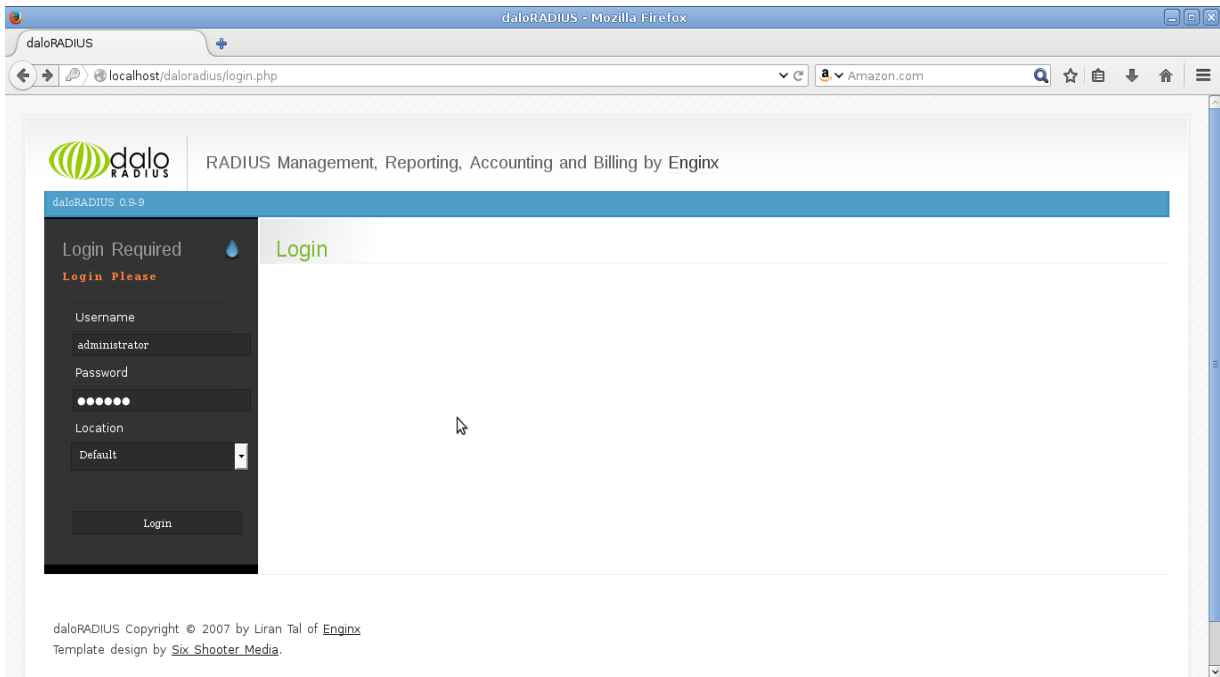 daloRADIUS - Mozilla Firefox
daloRADIUS
localhost/daloradius/login.php
Amazon.com
dalo
RADIUS
RADIUS Management, Reporting, Accounting and Billing by Enginx
daloRADIUS 0.9-9
Login Required
Login
Login Please
Username
administrator
Password
Location
Default
Login
daloRADIUS Copyright © 2007 by Liran Tal of Enginx
Template design by Six Shooter Media.